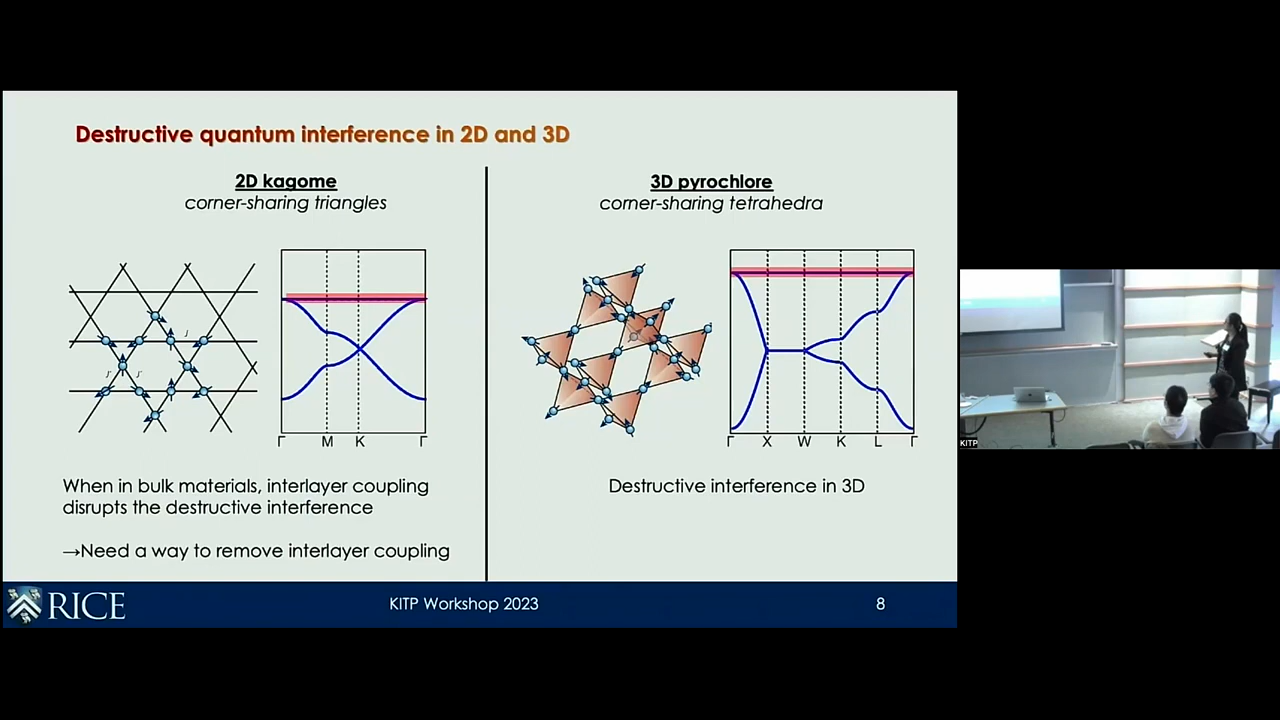 Destructive quantum interference in 2D and 3D
2D kagome
corner-sharing triangles
J
J'
J'
Γ M K Γ
When in bulk materials, interlayer coupling
disrupts the destructive interference
→Need a way to remove interlayer coupling
3D pyrochlore
corner-sharing tetrahedra
Γ X W K L Γ
Destructive interference in 3D
RICE
KITP Workshop 2023
8
KITP